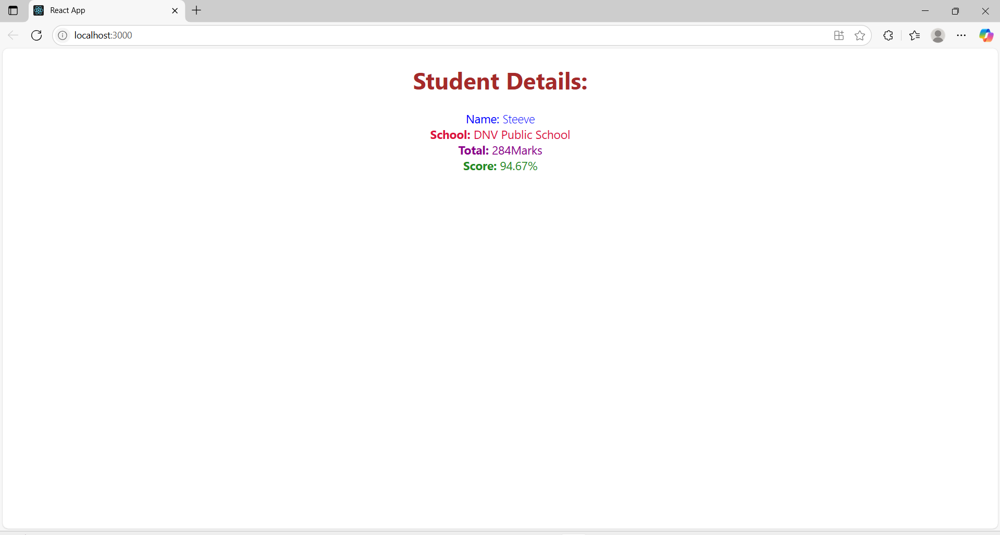 React App
localhost:3000
Student Details:
Name: Steeve
School: DNV Public School
Total: 284Marks
Score: 94.67%